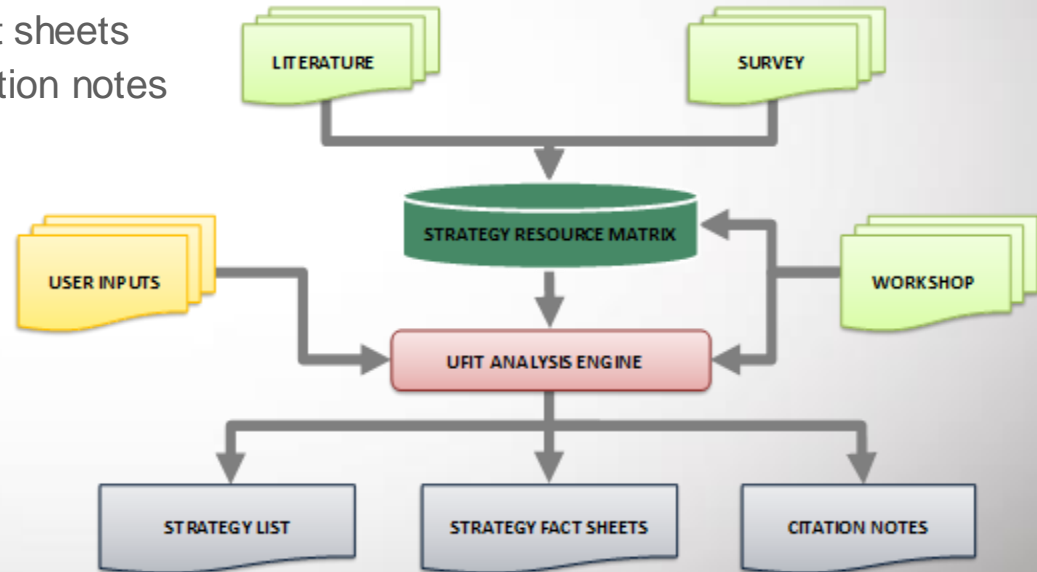 t sheets
tion notes
LITERATURE
SURVEY
STRATEGY RESOURCE MATRIX
USER INPUTS
WORKSHOP
UFIT ANALYSIS ENGINE
STRATEGY LIST
STRATEGY FACT SHEETS
CITATION NOTES